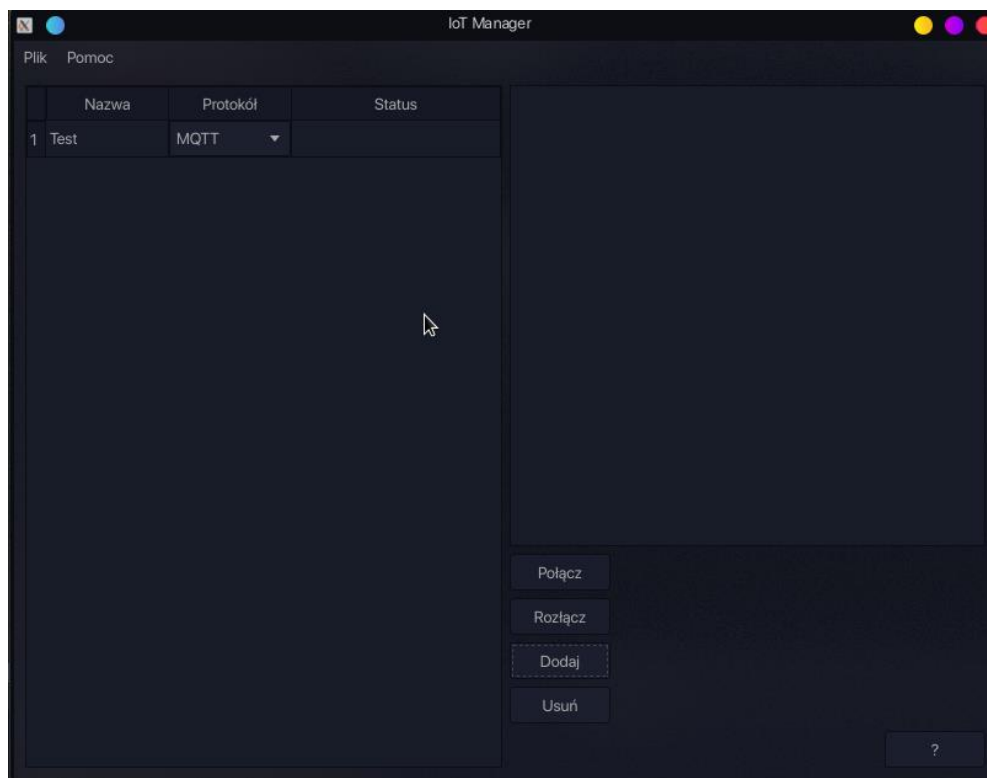 IoT Manager
Plik Pomoc
Nazwa Protokół Status
1 Test MQTT
Połącz
Rozłącz
Dodaj
Usuń
?